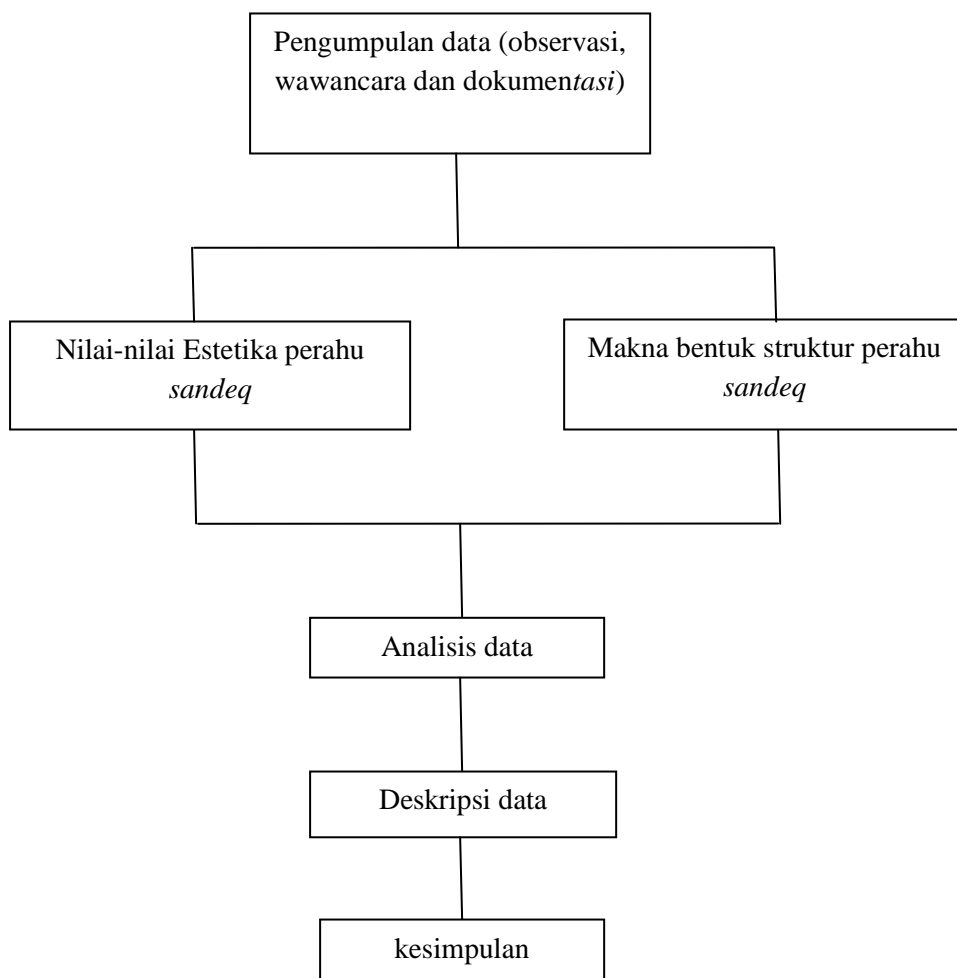 Pengumpulan data (observasi,
wawancara dan dokumentasi)
Nilai-nilai Estetika perahu
sandeq
Makna bentuk struktur perahu
sandeq
Analisis data
Deskripsi data
kesimpulan